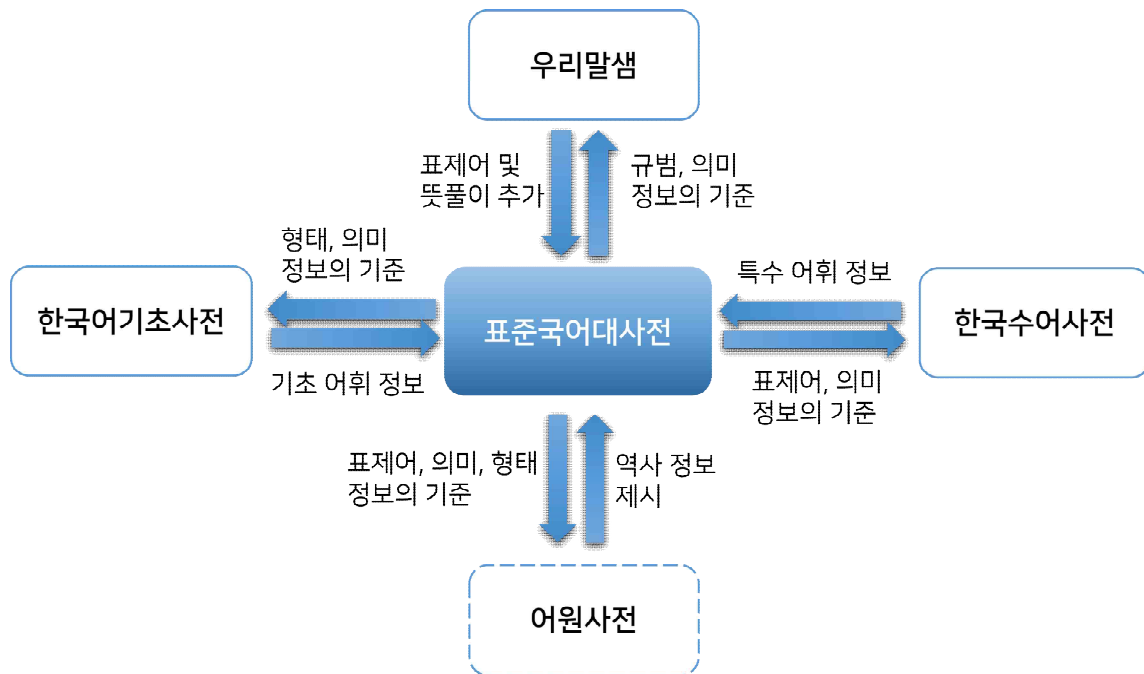 우리말샘
표제어 및
뜻풀이 추가
규범, 의미
정보의 기준
형태, 의미
정보의 기준
특수 어휘 정보
한국어기초사전
표준국어대사전
한국수어사전
기초 어휘 정보
표제어, 의미
정보의 기준
표제어, 의미, 형태
정보의 기준
역사 정보
제시
어원사전